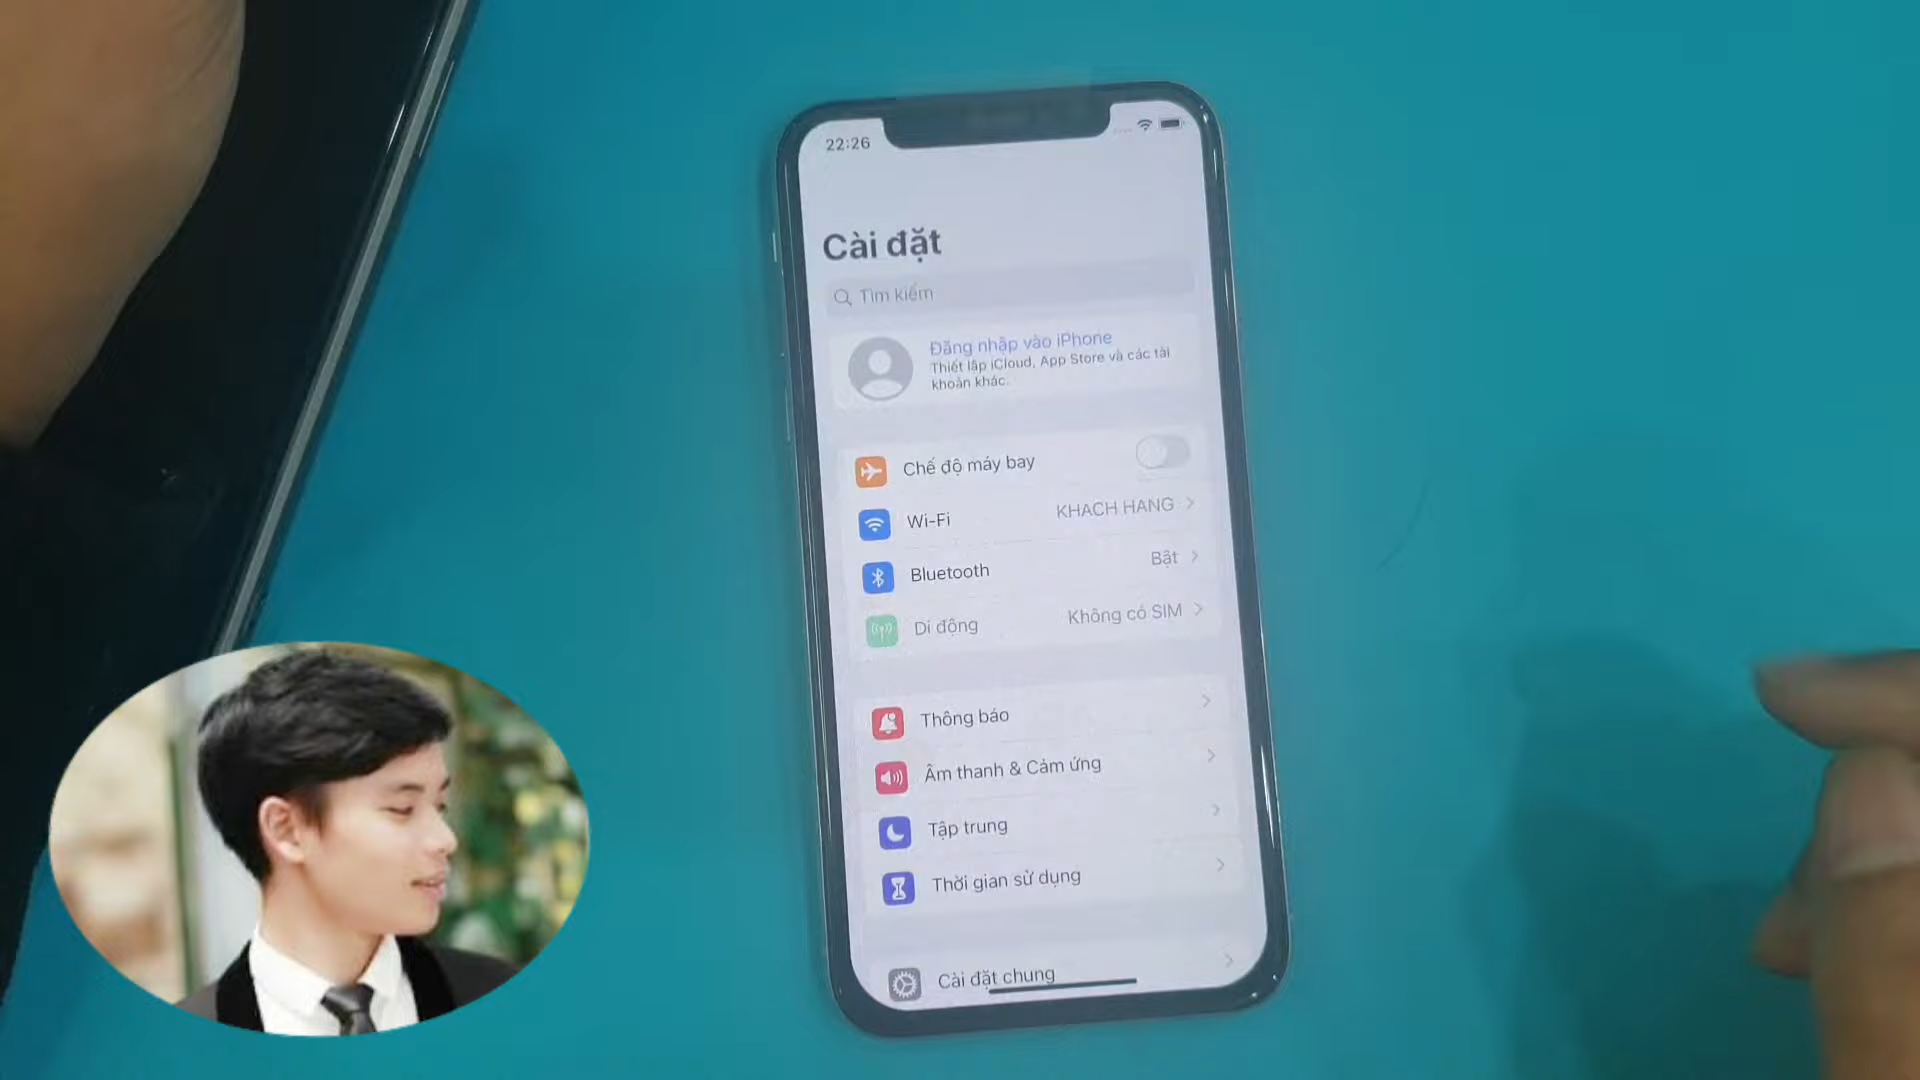 22:26
Cài đặt
Tìm kiếm
Đăng nhập vào iPhone
Thiết lập iCloud, App Store và các tài
khoản khác.
Chế độ máy bay
Wi-Fi KHACH HANG
Bluetooth Bật
Di động Không có SIM
Thông báo
Âm thanh & Cảm ứng
Tập trung
Thời gian sử dụng
Cài đặt chung